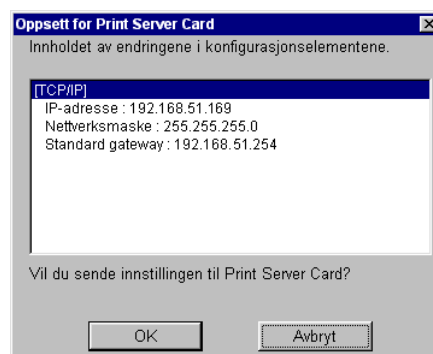 Oppsett for Print Server Card
Innholdet av endringene i konfigurasjonselementene.
[TCP/IP]
IP-adresse : 192.168.51.169
Nettverksmaske : 255.255.255.0
Standard gateway : 192.168.51.254
Vil du sende innstillingen til Print Server Card?
OK
Avbryt